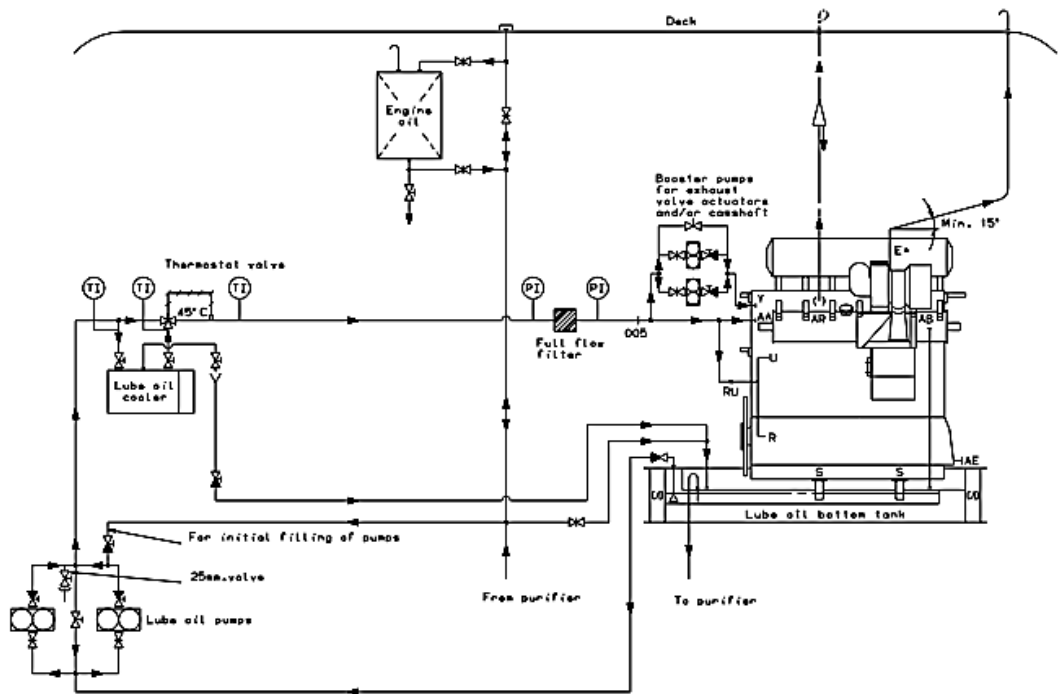 Deck
Engine
oil
Booster pumps
for exhaust
valve actuators
and/or camshaft
Min. 15°
E
Thermostat valve
TI
TI
TI
45° C
PI
PI
Full flow
filter
005
Y
AA
AR
AB
U
RU
R
AE
S
S
Lube oil
cooler
Lube oil bottom tank
For initial filling of pumps
25mm.valve
From purifier
To purifier
Lube oil pumps